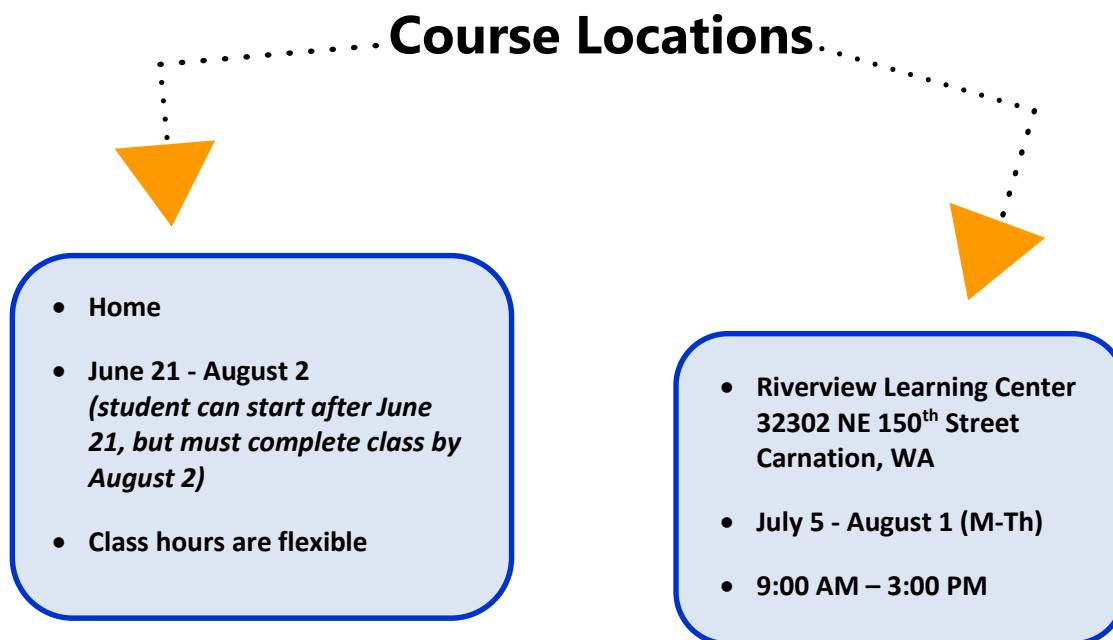 Course Locations
• Home
• June 21 - August 2
(student can start after June
21, but must complete class by
August 2)
• Class hours are flexible
• Riverview Learning Center
32302 NE 150th Street
Carnation, WA
• July 5 - August 1 (M-Th)
• 9:00 AM – 3:00 PM